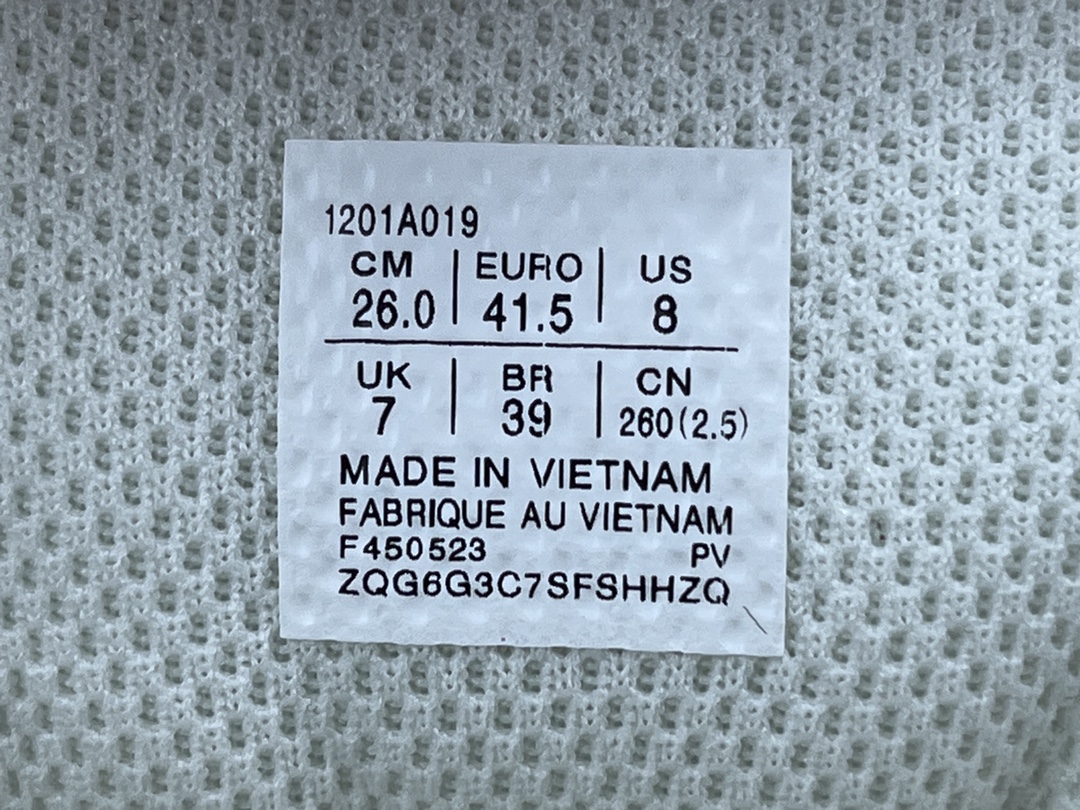 1201A019
CM | EURO | US
26.0 | 41.5 | 8
UK | BR | CN
7 | 39 | 260(2.5)
MADE IN VIETNAM
FABRIQUE AU VIETNAM
F450523 PV
ZQG6G3C7SFSHHZQ